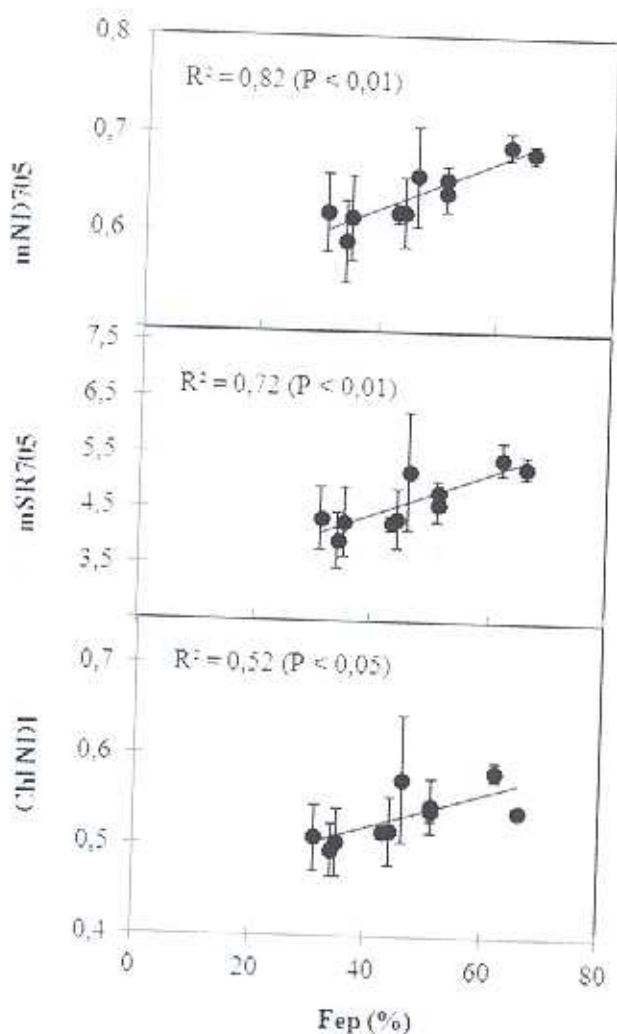 0,8
R² = 0,82 (P < 0,01)
0,7
mND705
0,6
7,5
R² = 0,72 (P < 0,01)
6,5
5,5
mSR705
4,5
3,5
R² = 0,52 (P < 0,05)
0,7
ChlNDI
0,6
0,5
0,4
0 20 40 60 80
Fep (%)